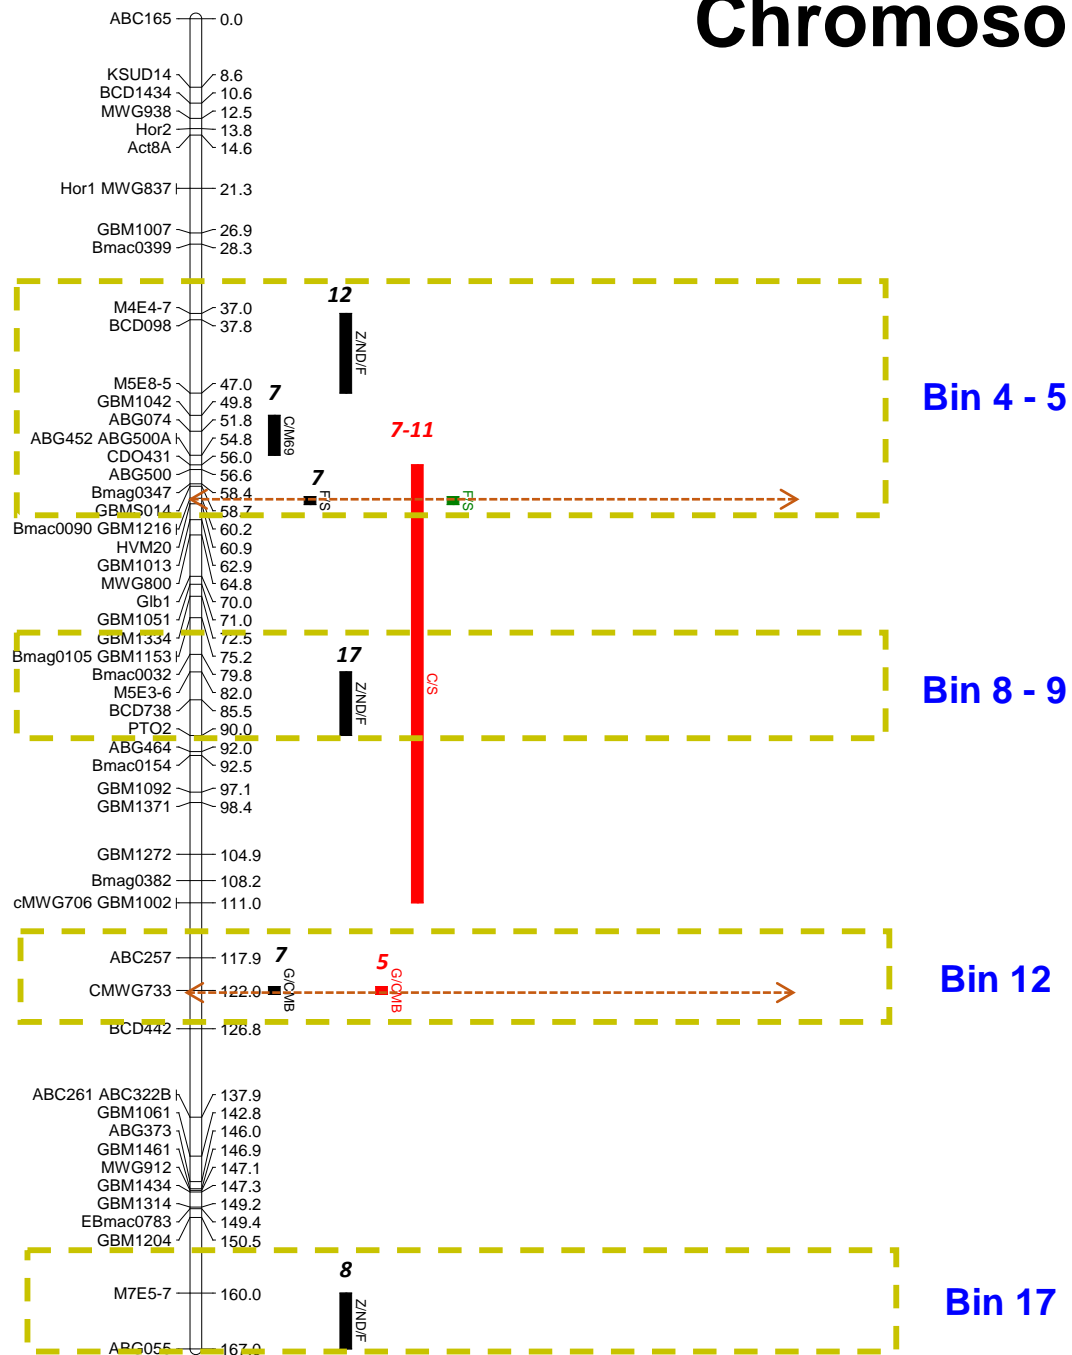 Chromoso
ABC165 0.0
KSUD14 8.6
BCD1434 10.6
MWG938 12.5
Hor2 13.8
Act8A 14.6
Hor1 MWG837 21.3
GBM1007 26.9
Bmac0399 28.3
M4E4-7 37.0
BCD098 37.8
M5E8-5 47.0
GBM1042 49.8
ABG074 51.8
ABG452 ABG500A 54.8
CDO431 56.0
ABG500 56.6
Bmag0347 58.4
GBMS014 58.7
Bmac0090 GBM1216 60.2
HVM20 60.9
GBM1013 62.9
MWG800 64.8
Glb1 70.0
GBM1051 71.0
GBM1334 72.5
Bmag0105 GBM1153 75.2
Bmac0032 79.8
M5E3-6 82.0
BCD738 85.5
PTO2 90.0
ABG464 92.0
Bmac0154 92.5
GBM1092 97.1
GBM1371 98.4
GBM1272 104.9
Bmag0382 108.2
cMWG706 GBM1002 111.0
ABC257 117.9
CMWG733 122.0
BCD442 126.8
ABC261 ABC322B 137.9
GBM1061 142.8
ABG373 146.0
GBM1461 146.9
MWG912 147.1
GBM1434 147.3
GBM1314 149.2
EBmac0783 149.4
GBM1204 150.5
M7E5-7 160.0
ABG055 167.0
12
Z/ND/F
7
C/M69
7-11
C/S
7
F/S
F/S
Bin 4 - 5
17
Z/ND/F
Bin 8 - 9
7
G/CMB
5
G/CMB
Bin 12
8
Z/ND/F
Bin 17